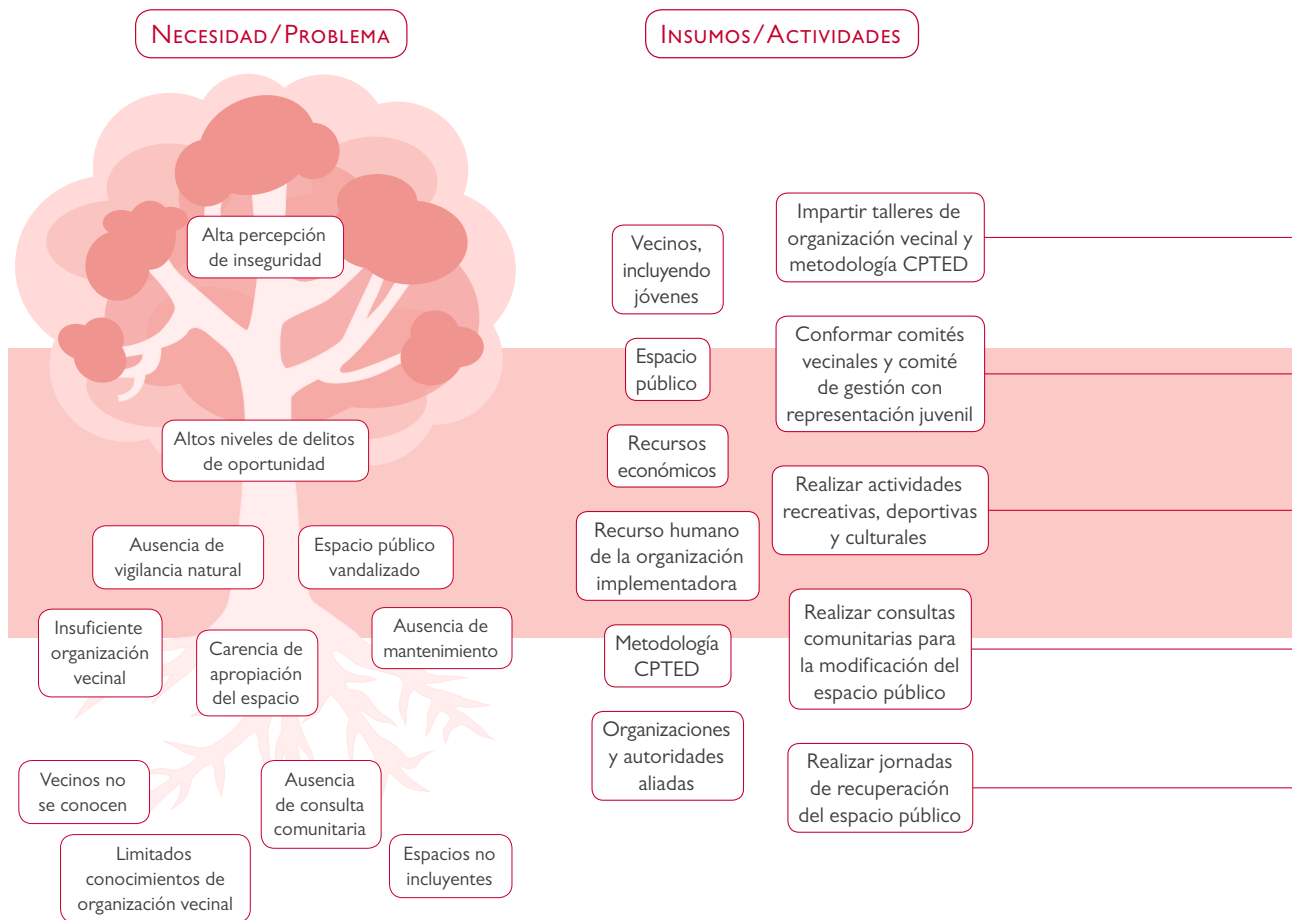 NECESIDAD/PROBLEMA
Alta percepción
de inseguridad
Altos niveles de delitos
de oportunidad
Ausencia de
vigilancia natural
Espacio público
vandalizado
Insuficiente
organización
vecinal
Carencia de
apropiación
del espacio
Ausencia de
mantenimiento
Vecinos no
se conocen
Ausencia
de consulta
comunitaria
Limitados
conocimientos de
organización vecinal
Espacios no
incluyentes
INSUMOS/ACTIVIDADES
Vecinos,
incluyendo
jóvenes
Espacio
público
Recursos
económicos
Recurso humano
de la organización
implementadora
Metodología
CPTED
Organizaciones
y autoridades
aliadas
Impartir talleres de
organización vecinal y
metodología CPTED
Conformar comités
vecinales y comité
de gestión con
representación juvenil
Realizar actividades
recreativas, deportivas
y culturales
Realizar consultas
comunitarias para
la modificación del
espacio público
Realizar jornadas
de recuperación
del espacio público